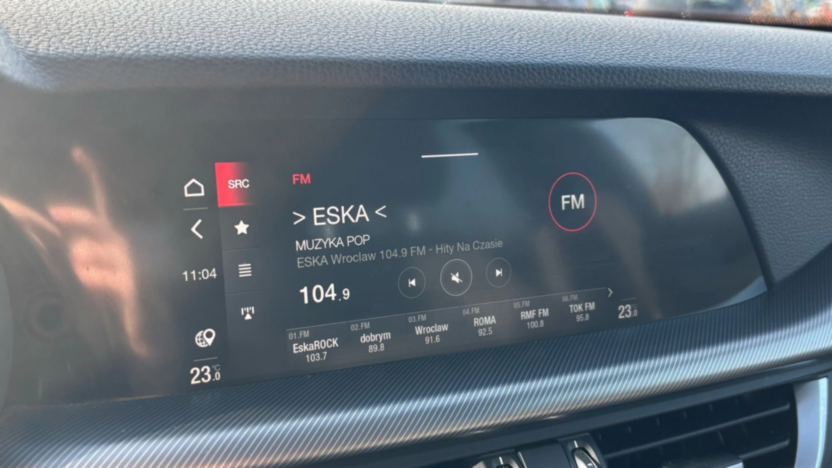 SRC
FM
> ESKA <
MUZYKA POP
ESKA Wroclaw 104.9 FM - Hity Na Czasie
FM
11:04
104.9
01.FM
EskaROCK
103.7
02.FM
dobrym
89.8
03.FM
Wroclaw
91.6
04.FM
ROMA
92.5
05.FM
RMF FM
100.8
06.FM
TOK FM
95.8
23.0°C
23.0